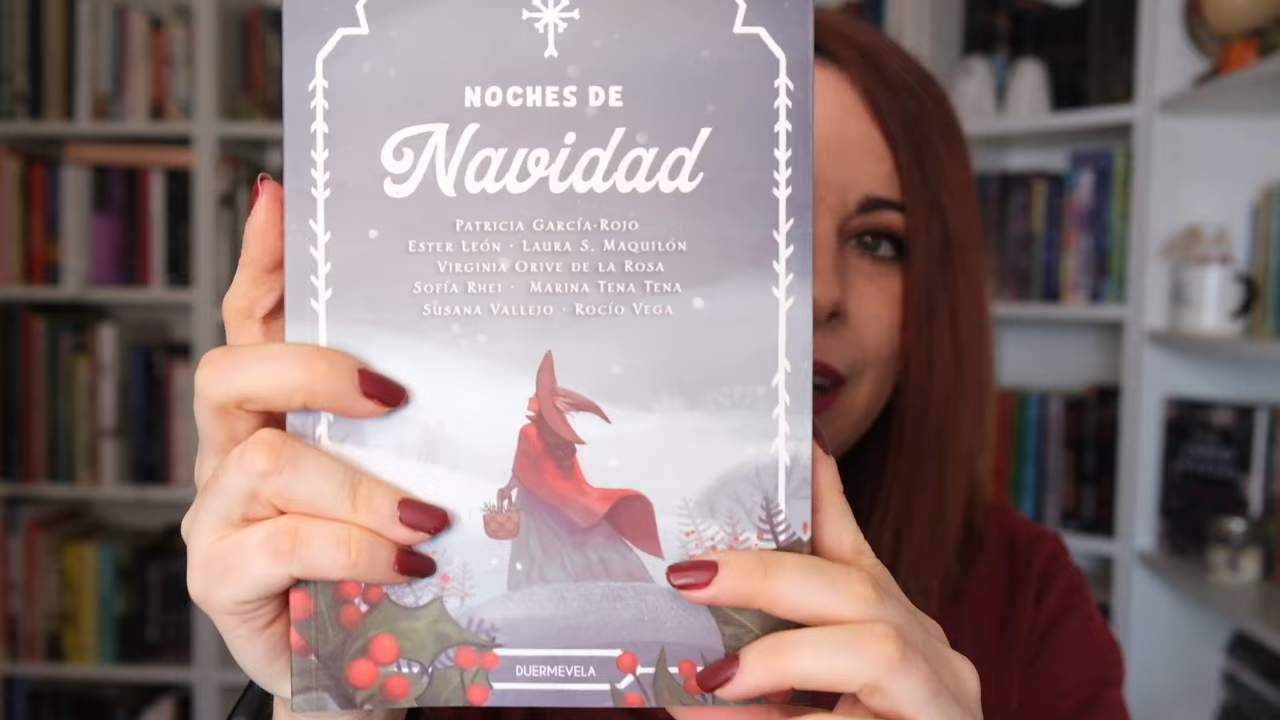 NOCHES DE
Navidad
PATRICIA GARCÍA-ROJO
ESTER LEÓN · LAURA S. MAQUILÓN
VIRGINIA ORIVE DE LA ROSA
SOFÍA RHEI · MARINA TENA TENA
SUSANA VALLEJO · ROCÍO VEGA
DUERMEVELA